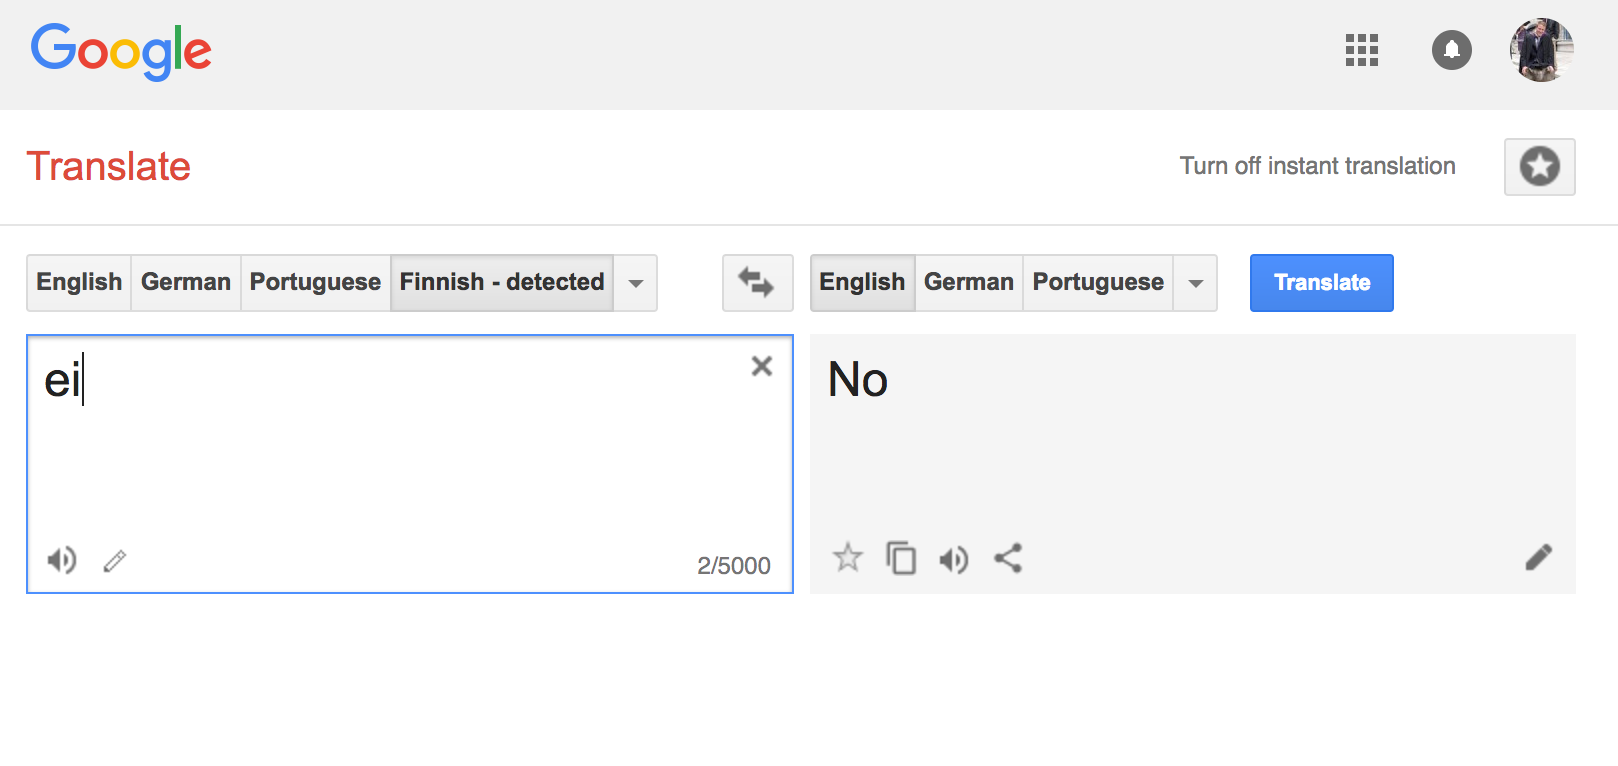 Google
Translate
Turn off instant translation
English German Portuguese Finnish - detected
English German Portuguese Translate
ei
No
2/5000